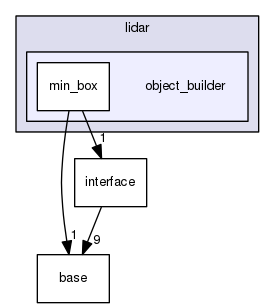 lidar
min_box
object_builder
1
interface
1
9
base